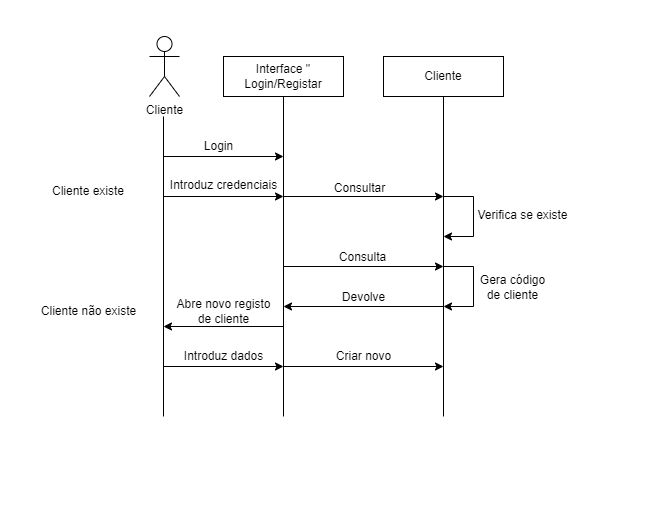 Interface "
Login/Registar
Cliente
Cliente
Login
Cliente existe
Introduz credenciais
Consultar
Verifica se existe
Consulta
Gera código
de cliente
Cliente não existe
Abre novo registo
de cliente
Devolve
Introduz dados
Criar novo